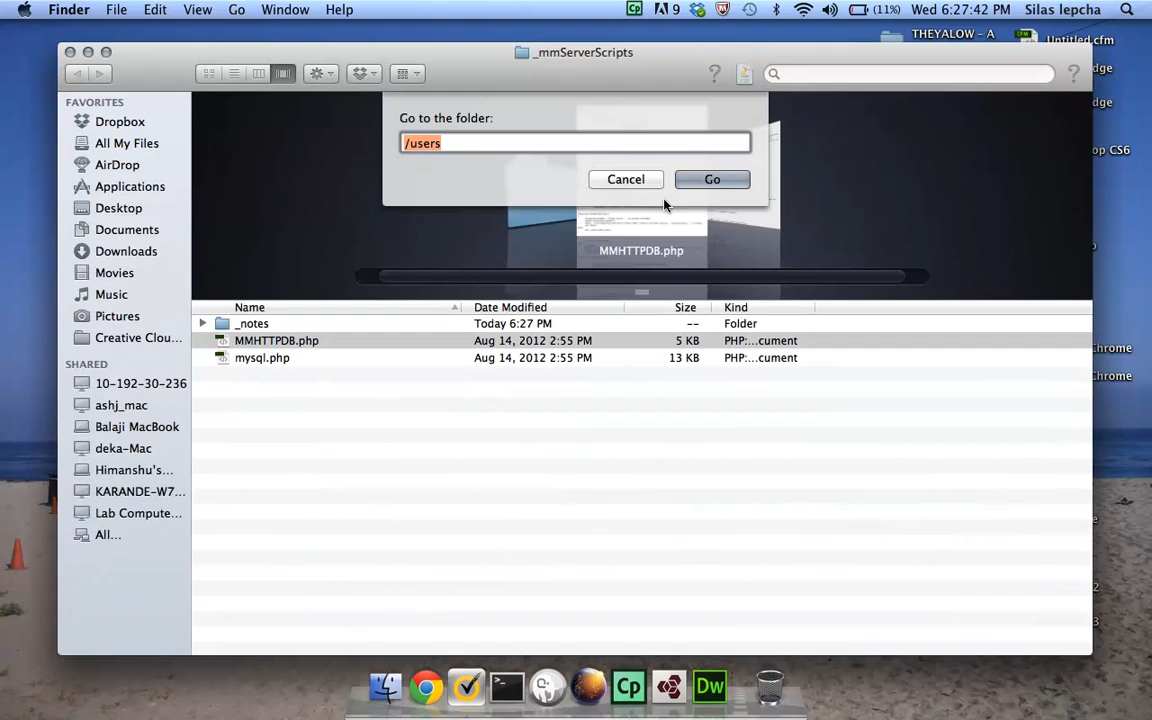 Finder File Edit View Go Window Help 9 (11%) Wed 6:27:42 PM Silas lepcha
THEYALOW - A
Untitled.cfm
_mmServerScripts
dge
FAVORITES
Dropbox
All My Files
AirDrop
Applications
Desktop
Documents
Downloads
Movies
Music
Pictures
Creative Clou...
SHARED
10-192-30-236
ashj_mac
Balaji MacBook
deka-Mac
Himanshu's...
KARANDE-W7...
Lab Compute...
All...
Go to the folder:
/users
Cancel Go
MMHTTPDB.php
Name Date Modified Size Kind
_notes Today 6:27 PM -- Folder
MMHTTPDB.php Aug 14, 2012 2:55 PM 5 KB PHP:...cument
mysql.php Aug 14, 2012 2:55 PM 13 KB PHP:...cument
dge
op CS6
Chrome
Chrome
2
3
Cp
Dw